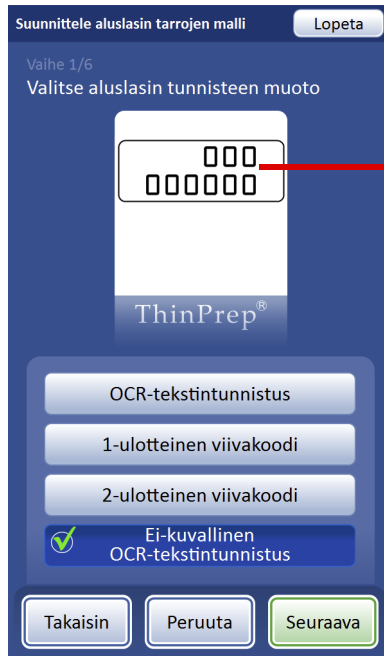 Suunnittele aluslasin tarrojen malli
Lopeta
Vaihe 1/6
Valitse aluslasin tunnisteen muoto
000
000000
ThinPrep®
OCR-tekstintunnistus
1-ulotteinen viivakoodi
2-ulotteinen viivakoodi
Ei-kuvallinen
OCR-tekstintunnistus
Takaisin
Peruuta
Seuraava